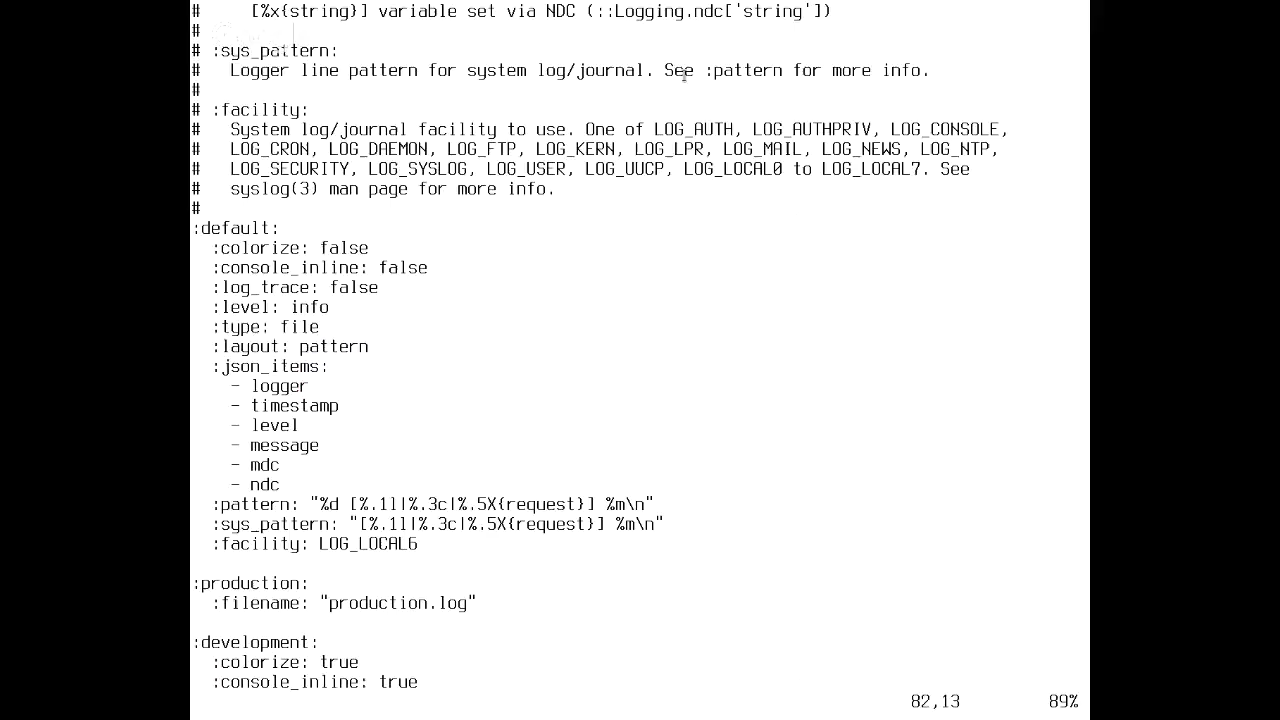 #     [%x{string}] variable set via NDC (::Logging.ndc['string'])
#
# :sys_pattern:
#   Logger line pattern for system log/journal. See :pattern for more info.
#
# :facility:
#   System log/journal facility to use. One of LOG_AUTH, LOG_AUTHPRIV, LOG_CONSOLE,
#   LOG_CRON, LOG_DAEMON, LOG_FTP, LOG_KERN, LOG_LPR, LOG_MAIL, LOG_NEWS, LOG_NTP,
#   LOG_SECURITY, LOG_SYSLOG, LOG_USER, LOG_UUCP, LOG_LOCAL0 to LOG_LOCAL7. See
#   syslog(3) man page for more info.
#
:default:
  :colorize: false
  :console_inline: false
  :log_trace: false
  :level: info
  :type: file
  :layout: pattern
  :json_items:
    - logger
    - timestamp
    - level
    - message
    - mdc
    - ndc
  :pattern: "%d [%.1l|%.3c|%.5X{request}] %m\n"
  :sys_pattern: "[%.1l|%.3c|%.5X{request}] %m\n"
  :facility: LOG_LOCAL6

:production:
  :filename: "production.log"

:development:
  :colorize: true
  :console_inline: true
82,13 89%